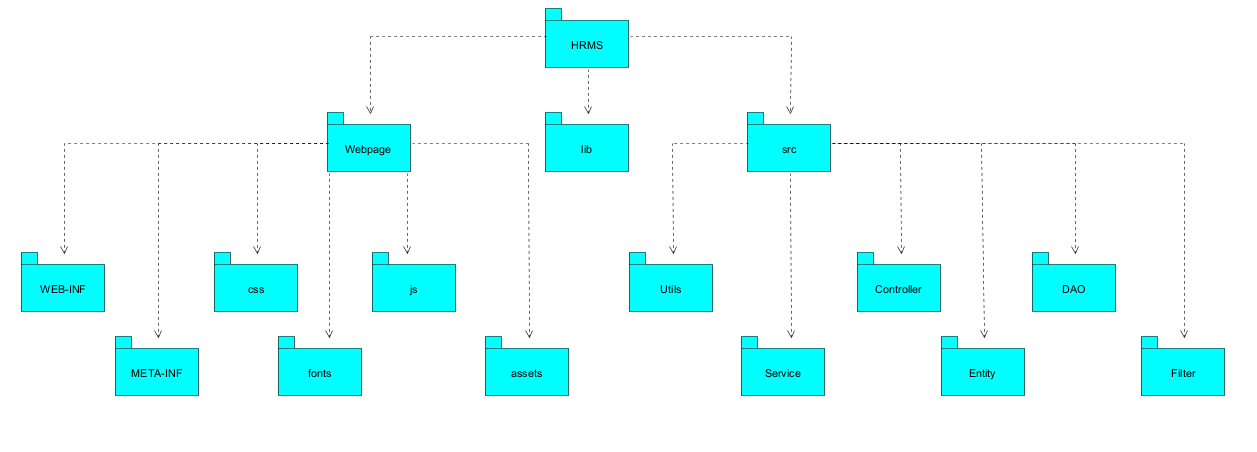 HRMS
Webpage
lib
src
WEB-INF
css
js
Utils
Controller
DAO
META-INF
fonts
assets
Service
Entity
Filter